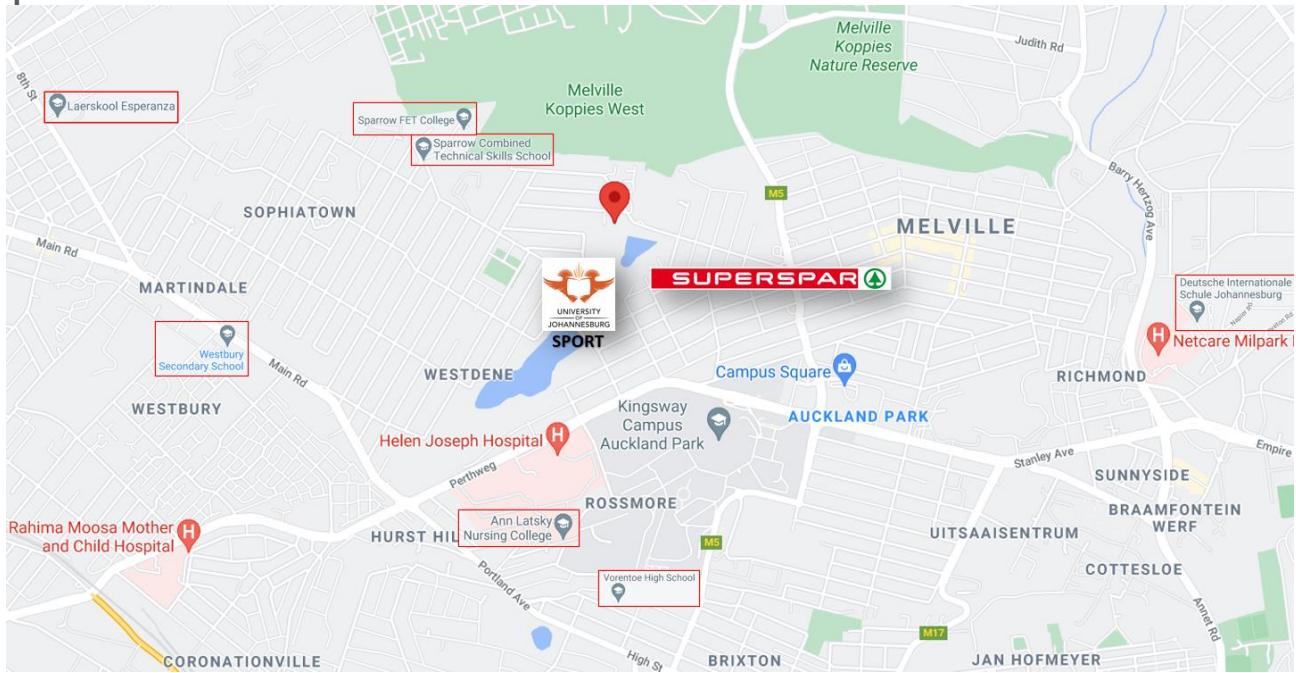 Melville
Koppies
Nature Reserve
Judith Rd
8th St
Laerskool Esperanza
Melville
Koppies West
Sparrow FET College
Sparrow Combined
Technical Skills School
Barry Hertzog Ave
M5
SOPHIATOWN
MELVILLE
Main Rd
SUPERSPAR
MARTINDALE
UNIVERSITY
OF
JOHANNESBURG
SPORT
Deutsche Internationale
Schule Johannesburg
Napier Rd
Westbury
Secondary School
Netcare Milpark
Main Rd
WESTDENE
Campus Square
RICHMOND
WESTBURY
Kingsway
Campus
Auckland Park
AUCKLAND PARK
Helen Joseph Hospital
Empire
Stanley Ave
Perthweg
SUNNYSIDE
ROSSMORE
BRAAMFONTEIN
WERF
Rahima Moosa Mother
and Child Hospital
Ann Latsky
Nursing College
HURST HIL
UITSAAISENTRUM
M5
COTTESLOE
Portland Ave
Vorentoe High School
Annet Rd
M17
CORONATIONVILLE
High St
BRIXTON
JAN HOFMEYER